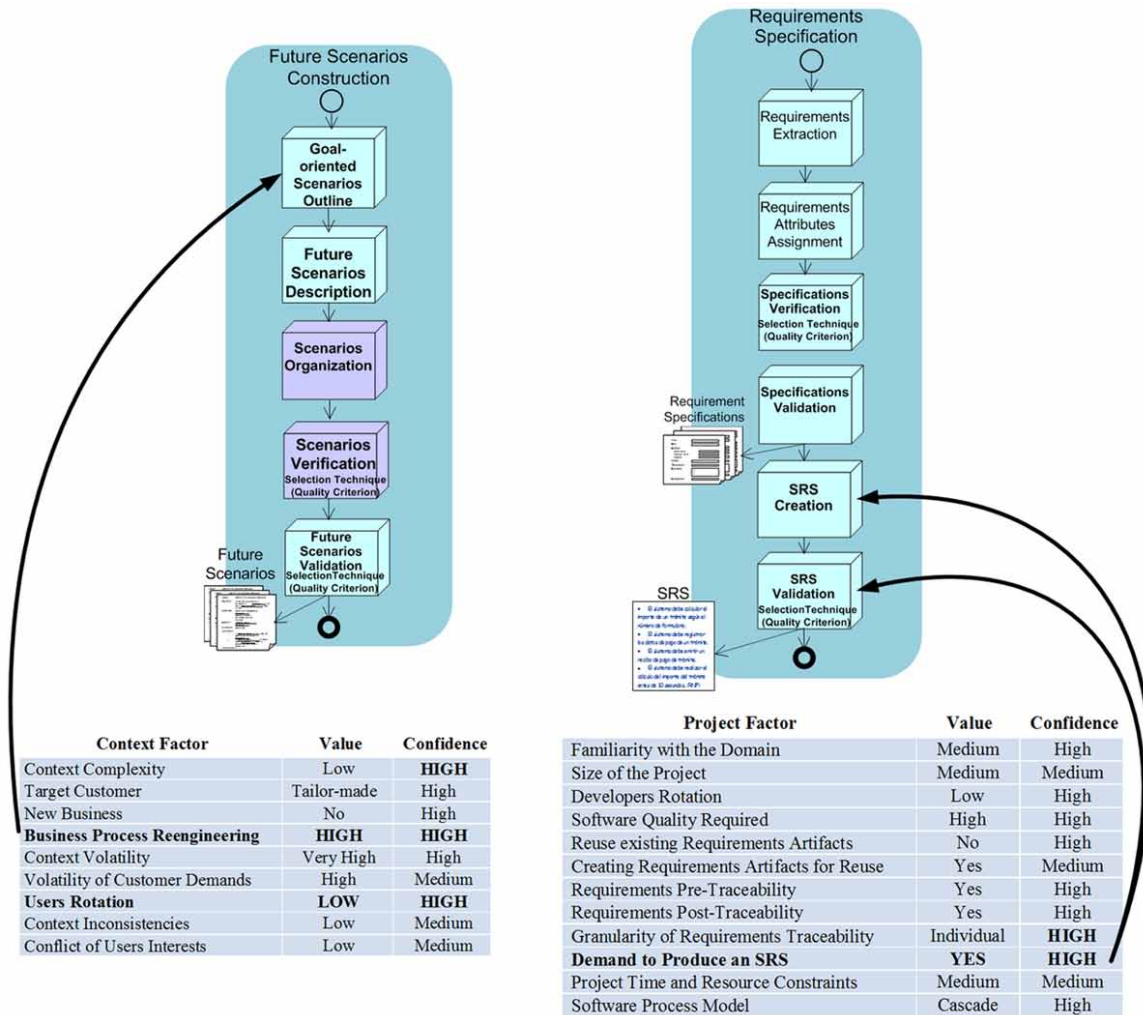 Future Scenarios
Construction
Goal-
oriented
Scenarios
Outline
Future
Scenarios
Description
Scenarios
Organization
Scenarios
Verification
Selection Technique
(Quality Criterion)
Future
Scenarios
Validation
SelectionTechnique
(Quality Criterion)
Future
Scenarios
Requirements
Specification
Requirements
Extraction
Requirements
Attributes
Assignment
Specifications
Verification
Selection Technique
(Quality Criterion)
Specifications
Validation
Requirement
Specifications
SRS
Creation
SRS
Validation
SelectionTechnique
(Quality Criterion)
SRS
Context Factor Value Confidence
Context Complexity Low HIGH
Target Customer Tailor-made High
New Business No High
Business Process Reengineering HIGH HIGH
Context Volatility Very High High
Volatility of Customer Demands High Medium
Users Rotation LOW HIGH
Context Inconsistencies Low Medium
Conflict of Users Interests Low Medium
Project Factor Value Confidence
Familiarity with the Domain Medium High
Size of the Project Medium Medium
Developers Rotation Low High
Software Quality Required High High
Reuse existing Requirements Artifacts No High
Creating Requirements Artifacts for Reuse Yes Medium
Requirements Pre-Traceability Yes High
Requirements Post-Traceability Yes High
Granularity of Requirements Traceability Individual HIGH
Demand to Produce an SRS YES HIGH
Project Time and Resource Constraints Medium Medium
Software Process Model Cascade High